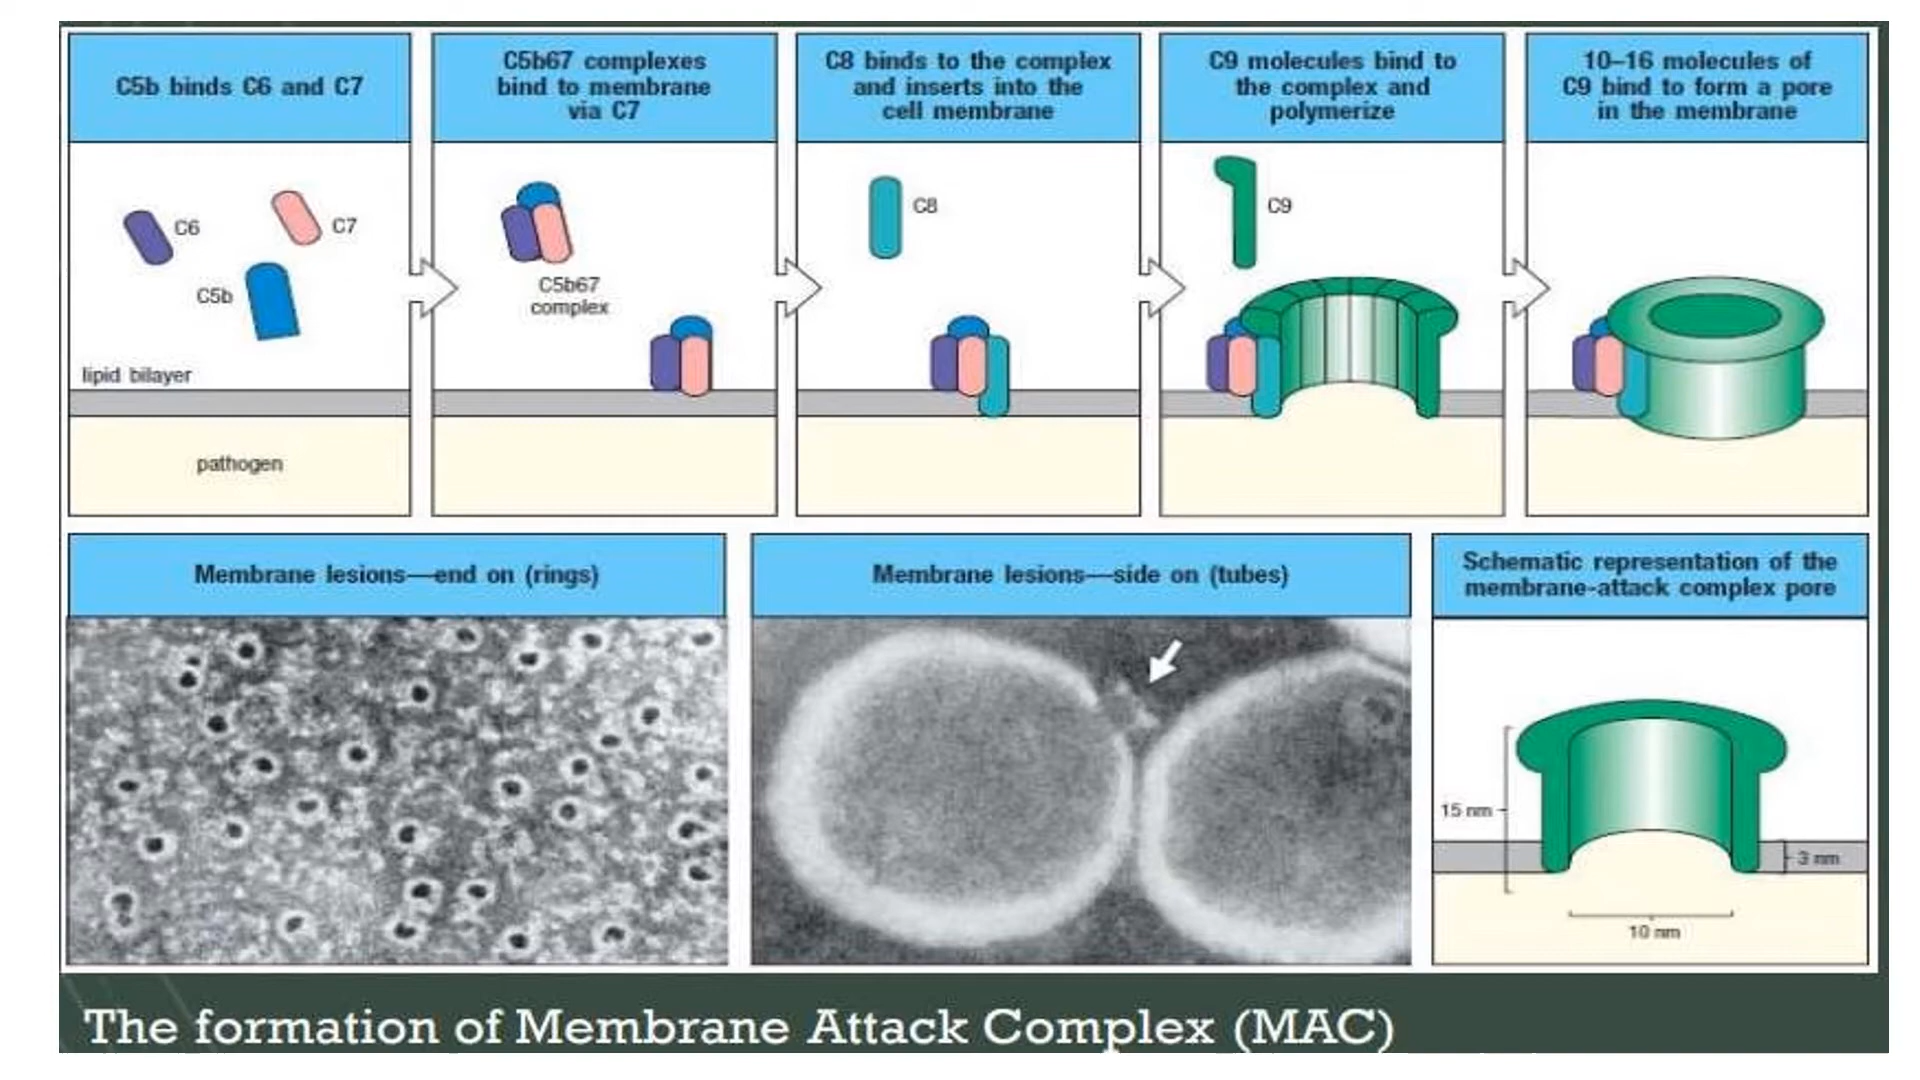 C5b binds C6 and C7
C6
C7
C5b
lipid bilayer
pathogen
C5b67 complexes
bind to membrane
via C7
C5b67
complex
C8 binds to the complex
and inserts into the
cell membrane
C8
C9 molecules bind to
the complex and
polymerize
C9
10–16 molecules of
C9 bind to form a pore
in the membrane
Membrane lesions—end on (rings)
Membrane lesions—side on (tubes)
Schematic representation of the
membrane-attack complex pore
15 nm
3 nm
10 nm
The formation of Membrane Attack Complex (MAC)